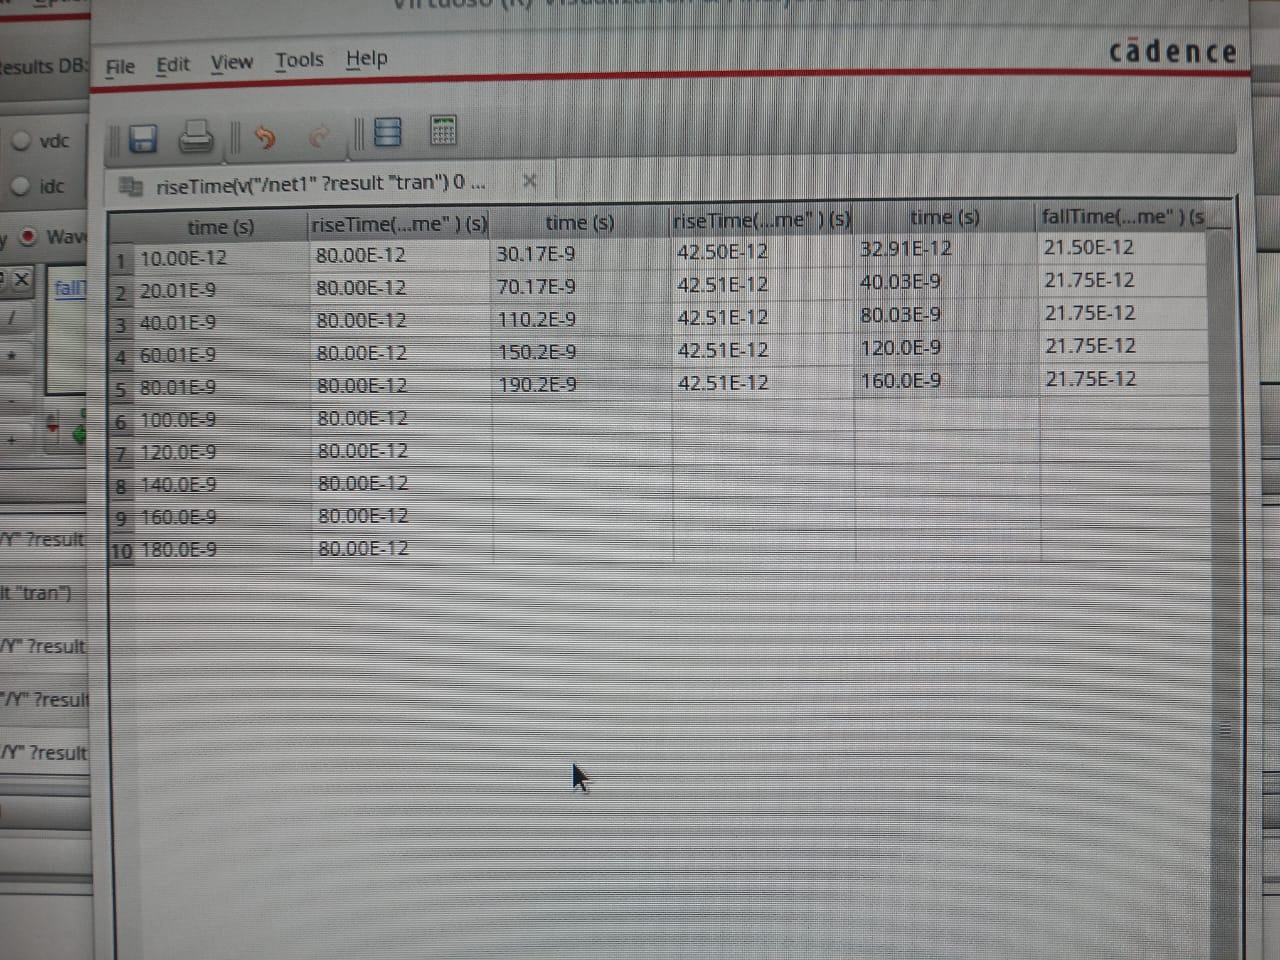 Results DB:
File Edit View Tools Help
cādence
vdc
idc
Wav
riseTime(v("/net1" ?result "tran") 0 ...
time (s) riseTime(...me" ) (s) time (s) riseTime(...me" ) (s) time (s) fallTime(...me" ) (s
1 10.00E-12 80.00E-12 30.17E-9 42.50E-12 32.91E-12 21.50E-12
2 20.01E-9 80.00E-12 70.17E-9 42.51E-12 40.03E-9 21.75E-12
3 40.01E-9 80.00E-12 110.2E-9 42.51E-12 80.03E-9 21.75E-12
4 60.01E-9 80.00E-12 150.2E-9 42.51E-12 120.0E-9 21.75E-12
5 80.01E-9 80.00E-12 190.2E-9 42.51E-12 160.0E-9 21.75E-12
6 100.0E-9 80.00E-12
7 120.0E-9 80.00E-12
8 140.0E-9 80.00E-12
9 160.0E-9 80.00E-12
10 180.0E-9 80.00E-12
fall
/Y" ?result
lt "tran")
/Y" ?result
"/Y" ?result
/Y" ?result